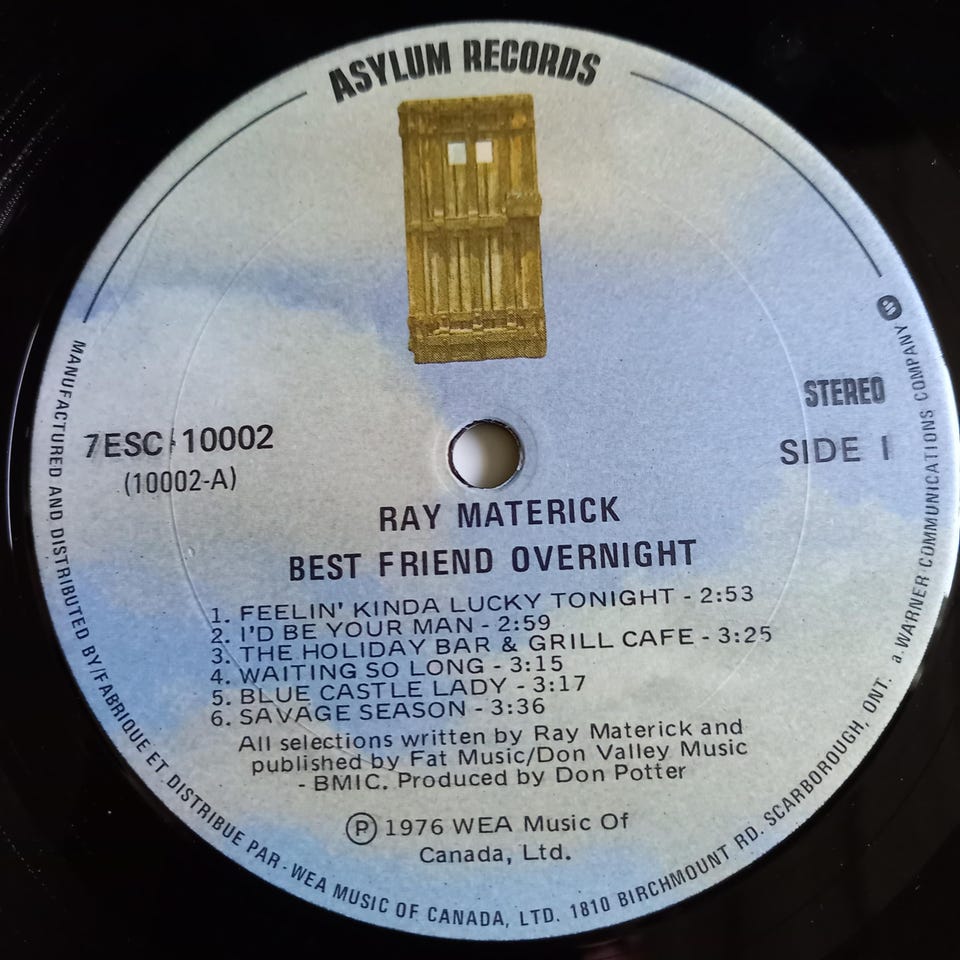 ASYLUM RECORDS
STEREO
7ESC-10002
SIDE 1
(10002-A)
RAY MATERICK
BEST FRIEND OVERNIGHT
1. FEELIN' KINDA LUCKY TONIGHT - 2:53
2. I'D BE YOUR MAN - 2:59
3. THE HOLIDAY BAR & GRILL CAFE - 3:25
4. WAITING SO LONG - 3:15
5. BLUE CASTLE LADY - 3:17
6. SAVAGE SEASON - 3:36
All selections written by Ray Materick and
published by Fat Music/Don Valley Music
- BMIC. Produced by Don Potter
Ⓟ 1976 WEA Music Of
Canada, Ltd.
MANUFACTURED AND DISTRIBUTED BY/FABRIQUE ET DISTRIBUE PAR - WEA MUSIC OF CANADA, LTD. 1810 BIRCHMOUNT RD. SCARBOROUGH, ONT. a. WARNER COMMUNICATIONS COMPANY